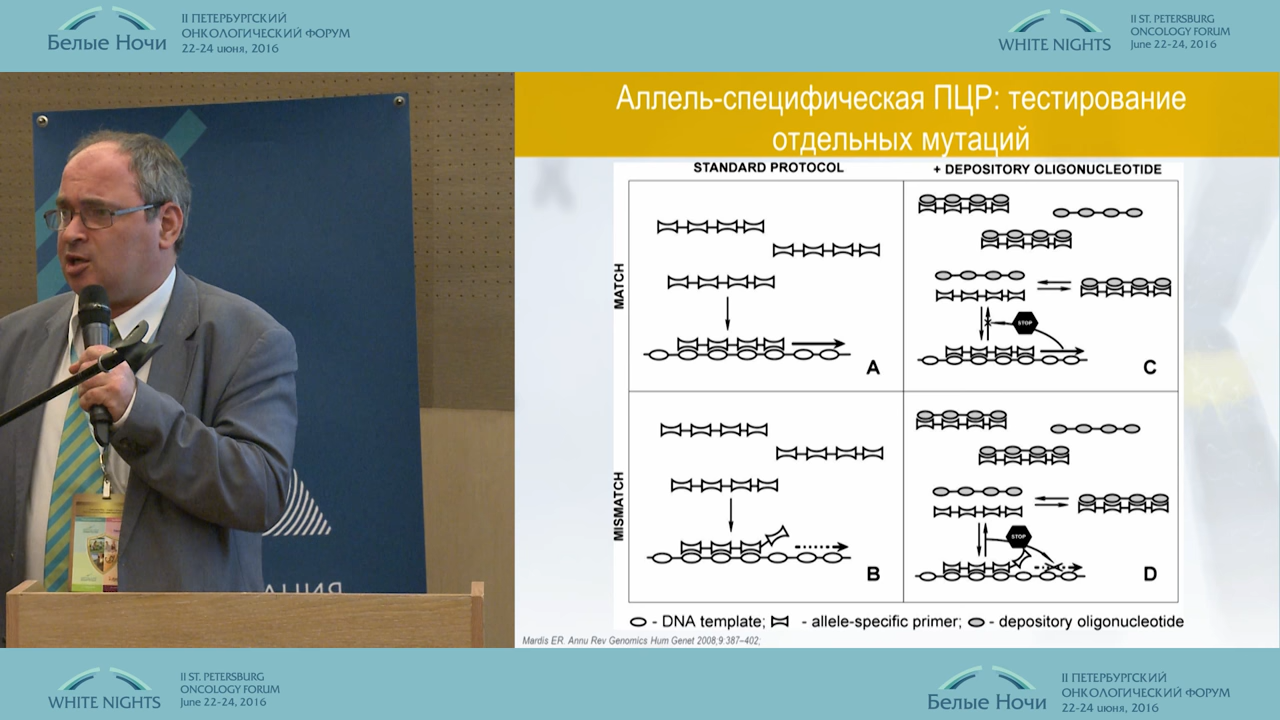 Белые Ночи
II ПЕТЕРБУРГСКИЙ
ОНКОЛОГИЧЕСКИЙ ФОРУМ
22-24 июня, 2016
WHITE NIGHTS
II ST. PETERSBURG
ONCOLOGY FORUM
June 22-24, 2016
Аллель-специфическая ПЦР: тестирование
отдельных мутаций
STANDARD PROTOCOL
+ DEPOSITORY OLIGONUCLEOTIDE
MATCH
A
STOP
C
MISMATCH
B
STOP
D
- DNA template; - allele-specific primer; - depository oligonucleotide
Mardis ER. Annu Rev Genomics Hum Genet 2008;9:387–402;
WHITE NIGHTS
II ST. PETERSBURG
ONCOLOGY FORUM
June 22-24, 2016
Белые Ночи
II ПЕТЕРБУРГСКИЙ
ОНКОЛОГИЧЕСКИЙ ФОРУМ
22-24 июня, 2016